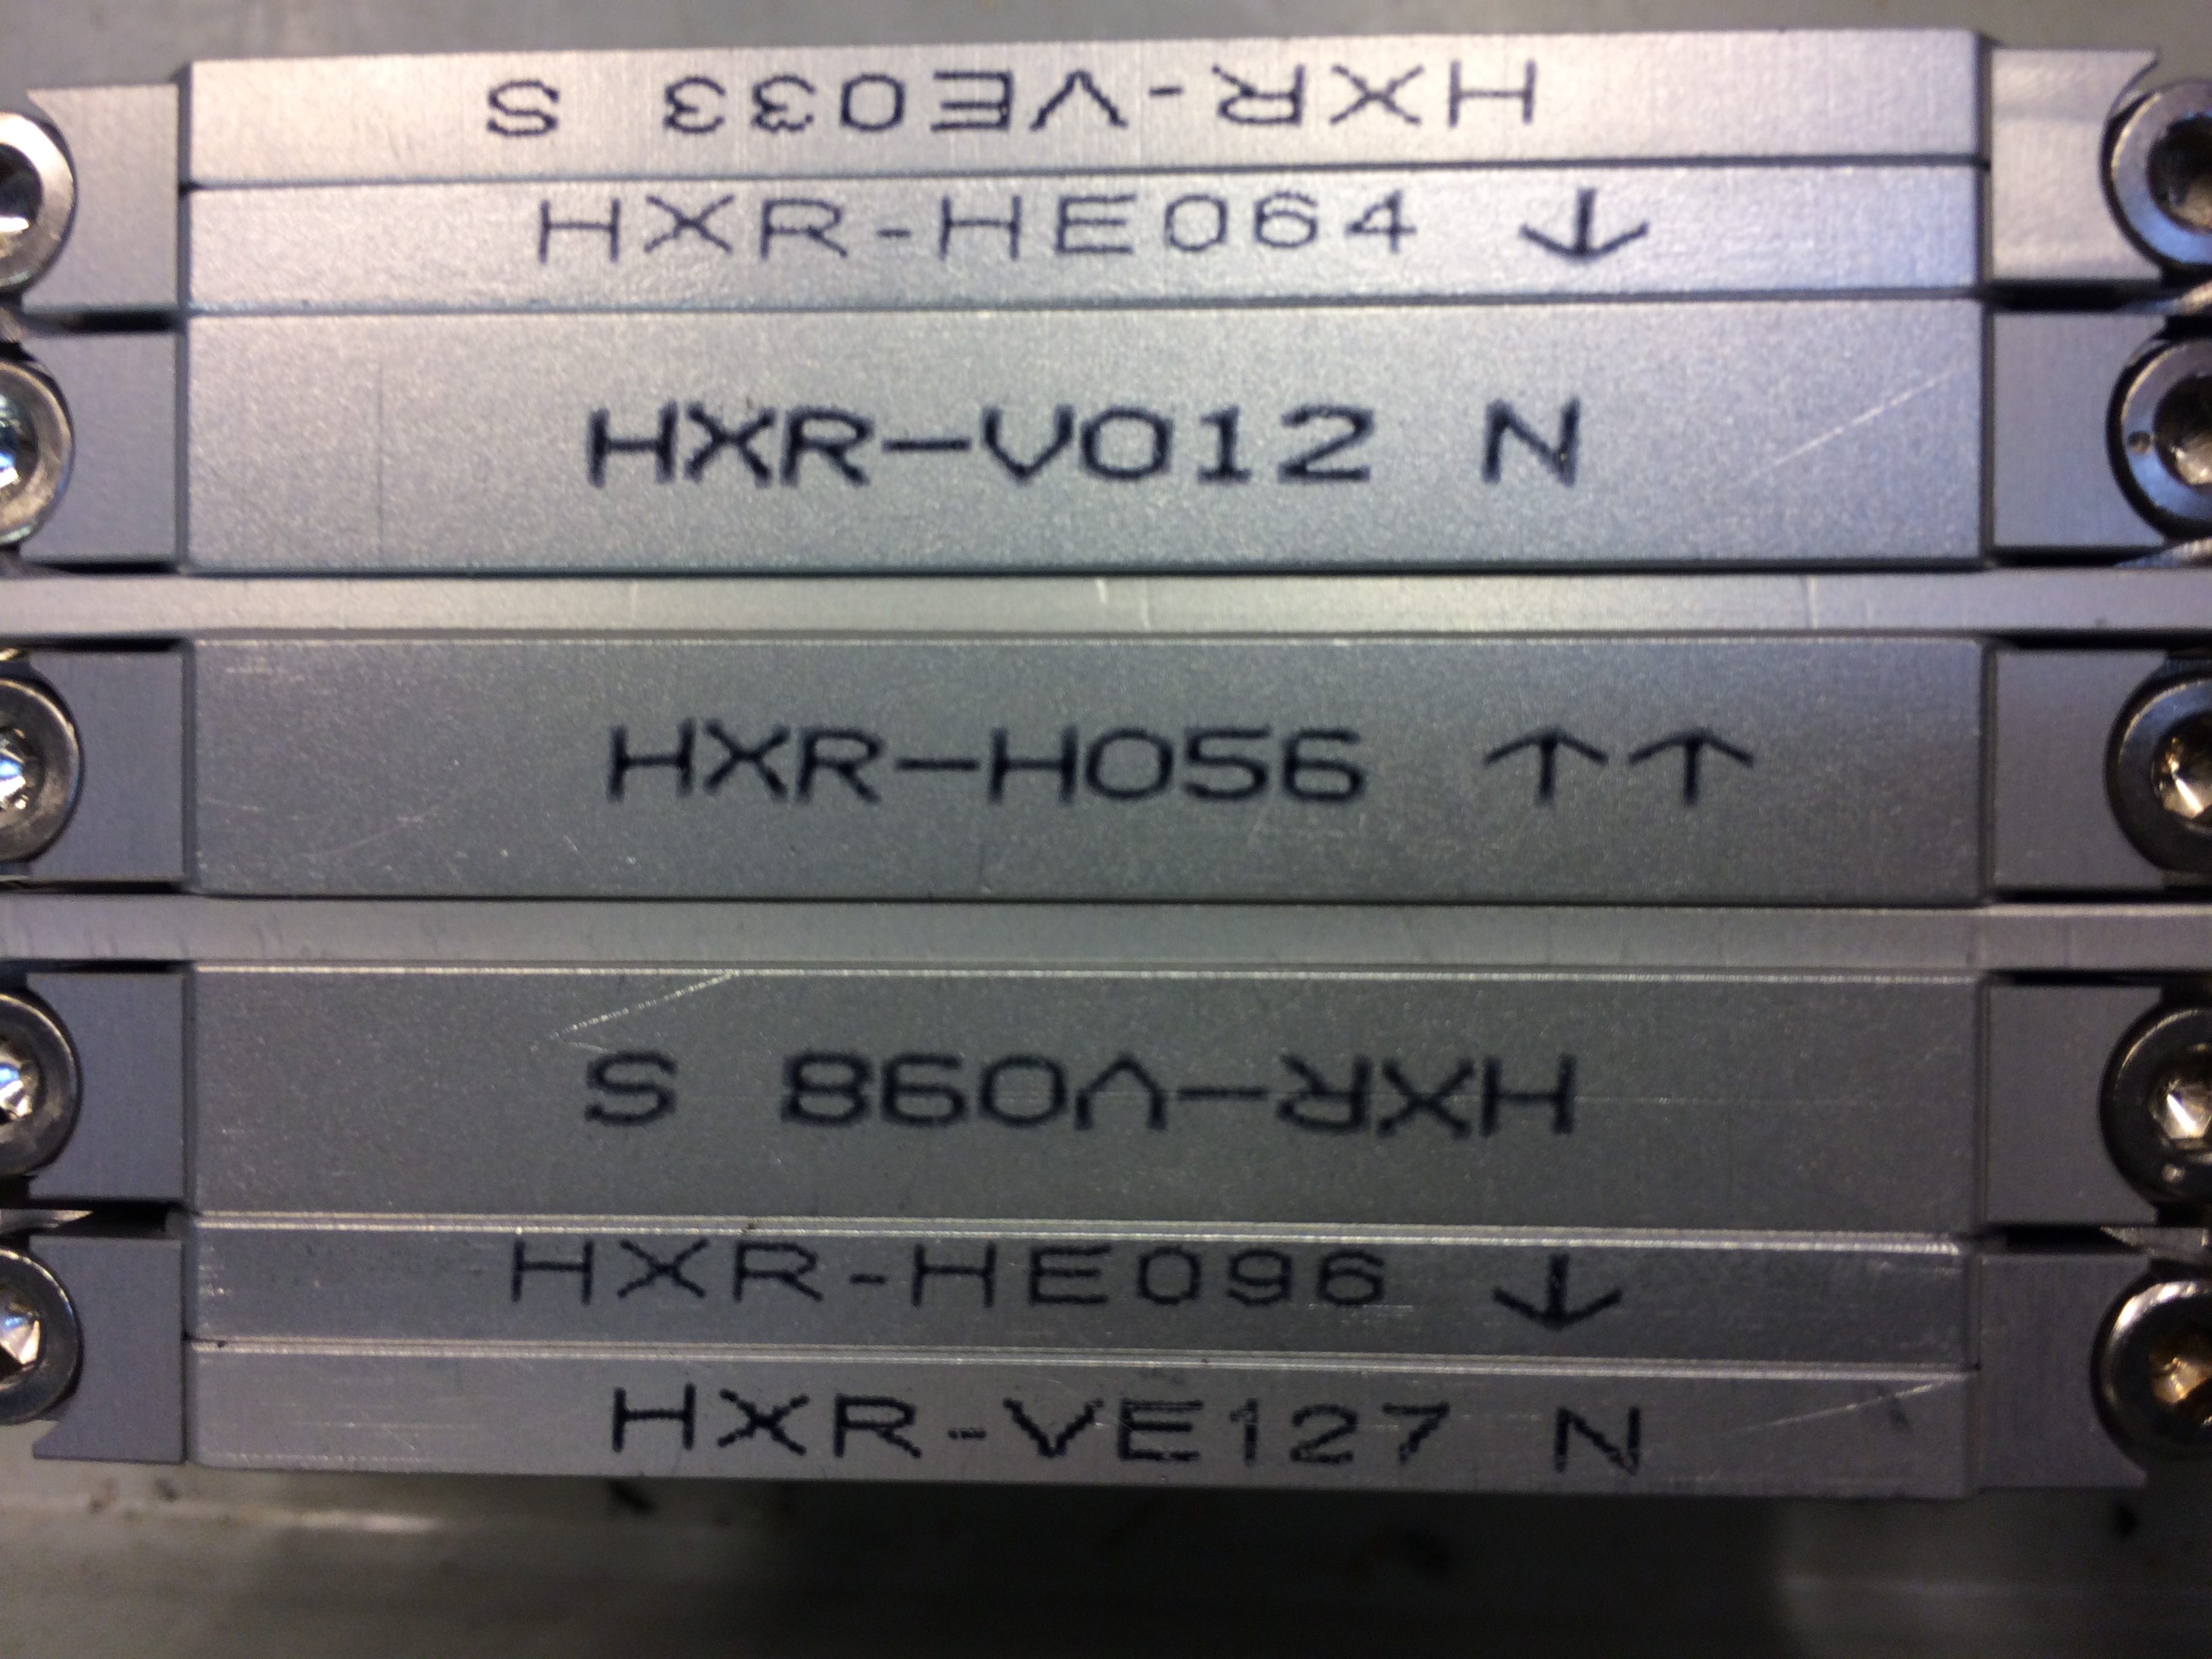 HXR-VE033 S
HXR-HE064 ↓
HXR-V012 N
HXR-H056 ↑↑
HXR-V098 S
HXR-HE096 ↓
HXR-VE127 N